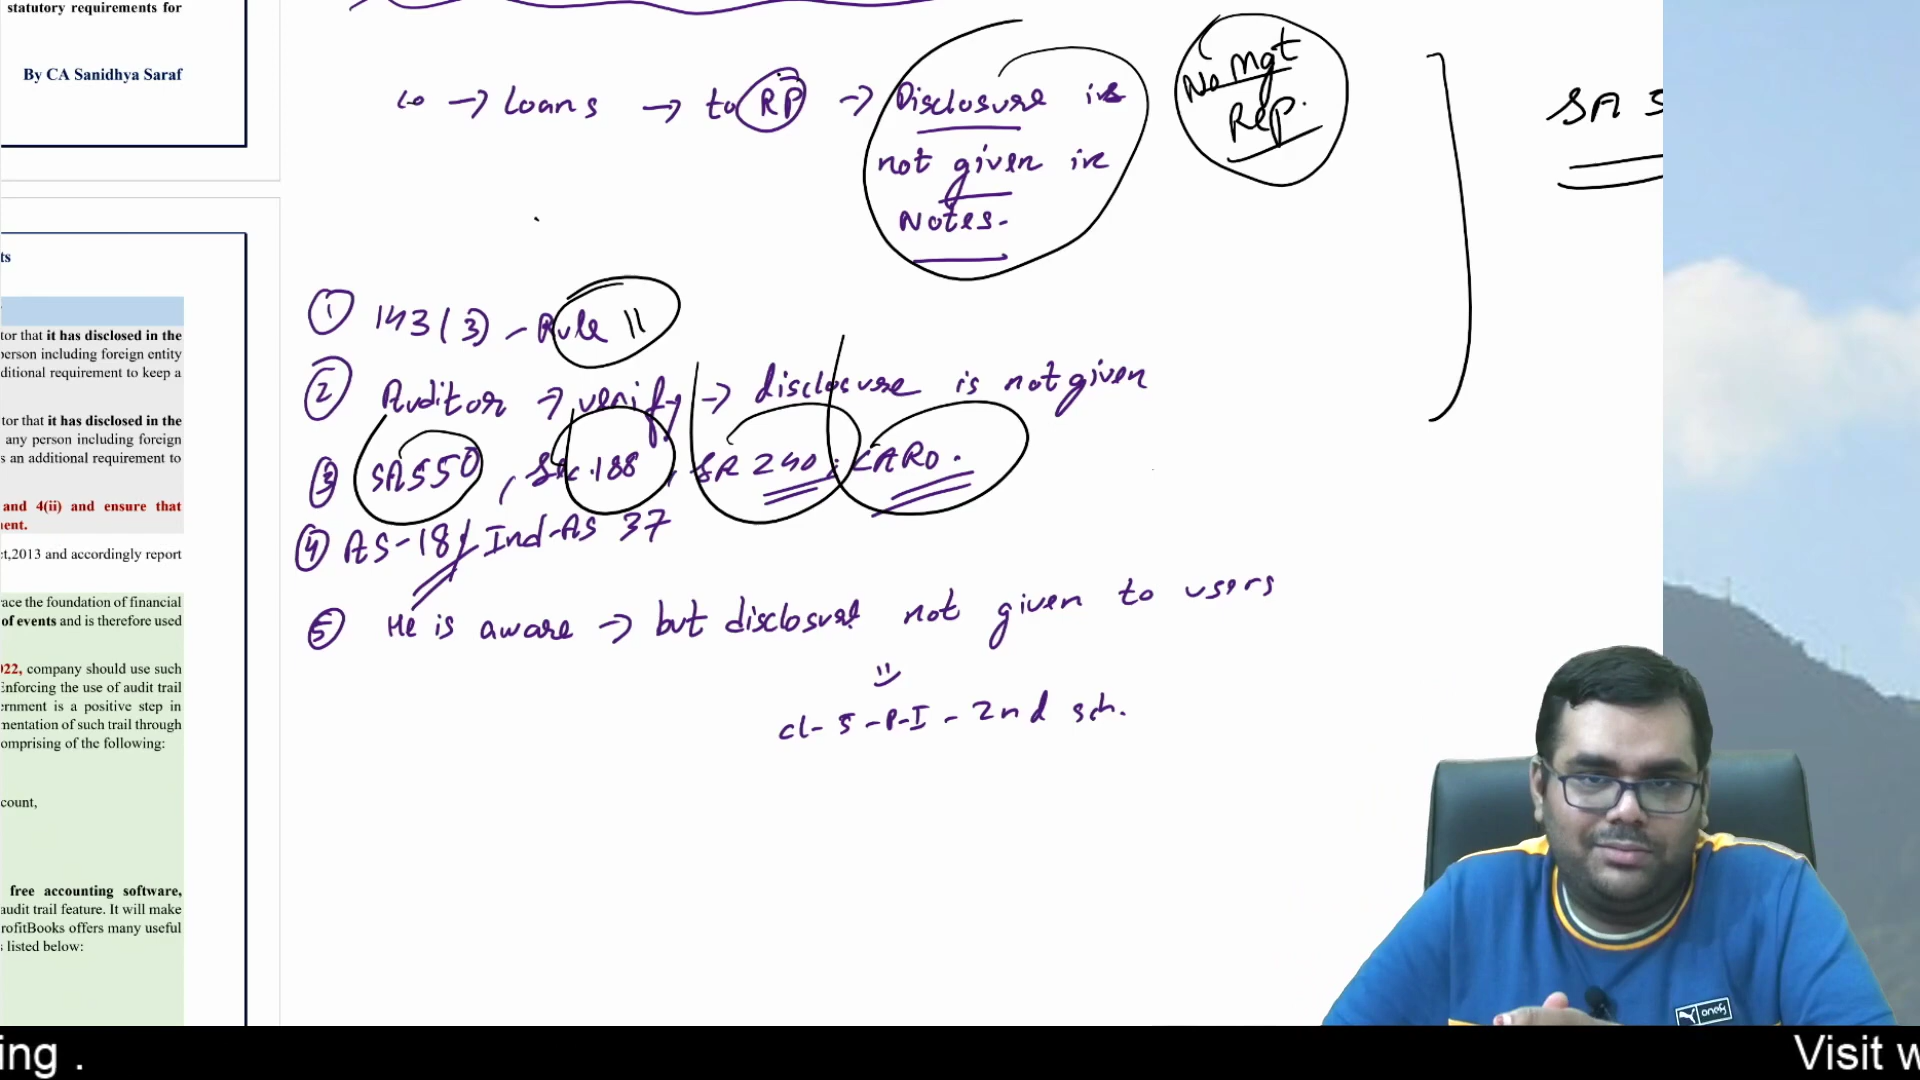 statutory requirements for
By CA Sanidhya Saraf
Co → Loans → to RP → Disclosure is
not given in
Notes.
No Mgt
Rep.
SA 5
ts
tor that it has disclosed in the
person including foreign entity
ditional requirement to keep a
tor that it has disclosed in the
any person including foreign
s an additional requirement to
and 4(ii) and ensure that
nent.
ct,2013 and accordingly report
ace the foundation of financial
of events and is therefore used
022, company should use such
Enforcing the use of audit trail
ernment is a positive step in
mentation of such trail through
omprising of the following:
count,
free accounting software,
audit trail feature. It will make
rofitBooks offers many useful
s listed below:
① 143(3) - Rule 11
② Auditor → verify → disclosure is not given
③ SA550, Sec.188, SA 240, CARO.
④ AS-18/Ind-AS 37
⑤ He is aware → but disclosure not given to users
cl-5-P-I-2nd sch.
one8
ing .
Visit w